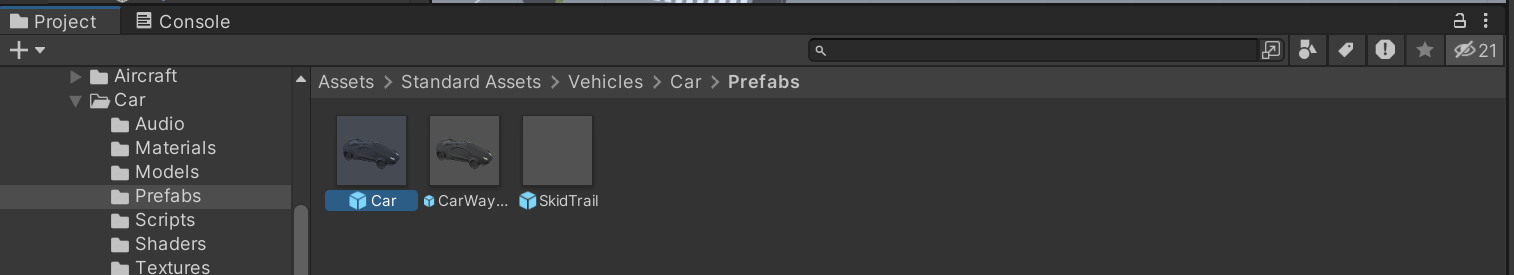 Project Console
21
Assets > Standard Assets > Vehicles > Car > Prefabs
Aircraft
Car
Audio
Materials
Models
Prefabs
Scripts
Shaders
Textures
Car CarWay... SkidTrail